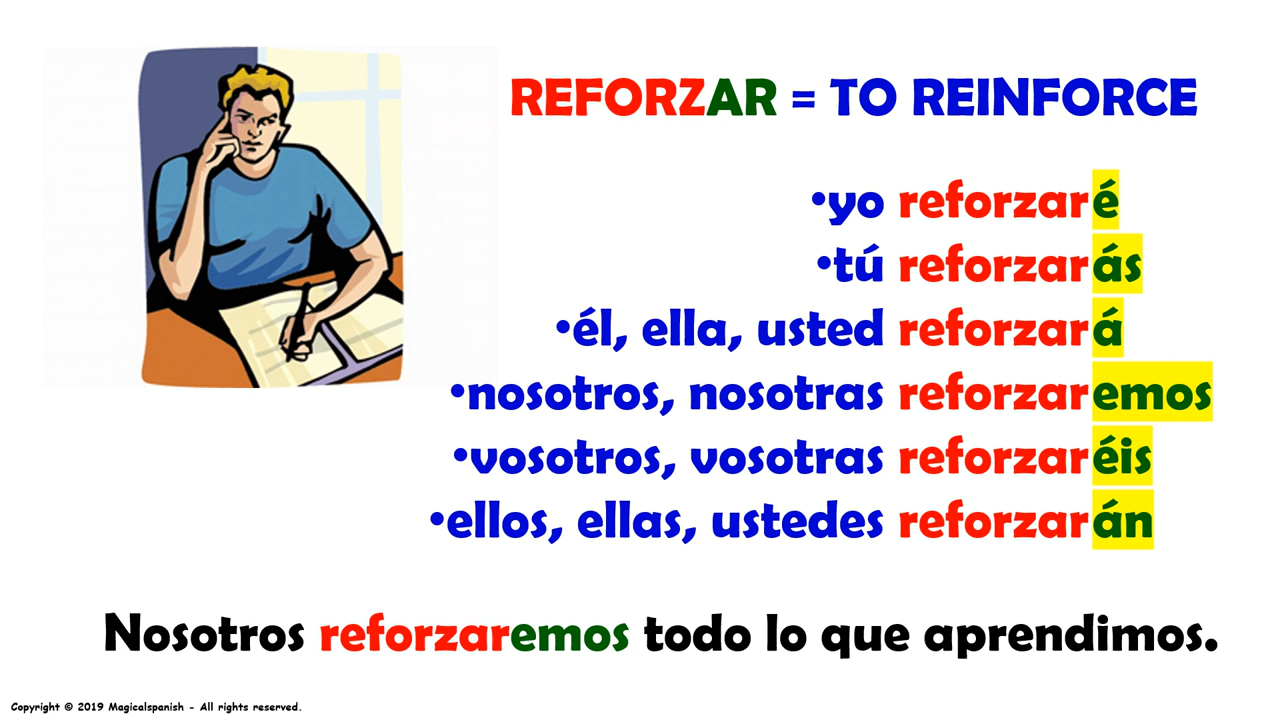 REFORZAR = TO REINFORCE
•yo reforzaré
•tú reforzarás
•él, ella, usted reforzará
•nosotros, nosotras reforzaremos
•vosotros, vosotras reforzaréis
•ellos, ellas, ustedes reforzarán
Nosotros reforzaremos todo lo que aprendimos.
Copyright © 2019 Magicalspanish - All rights reserved.